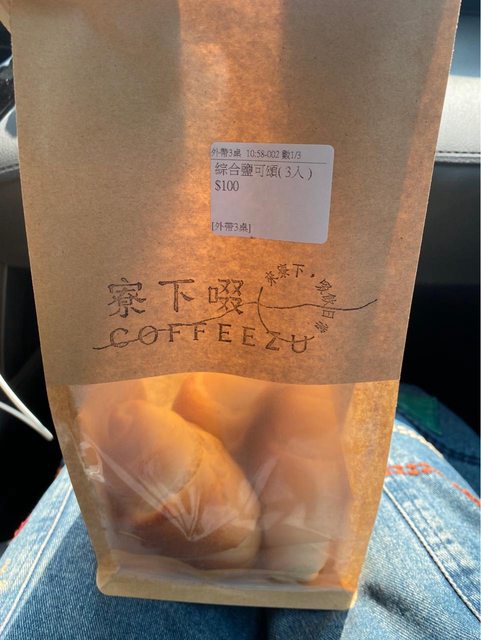 外帶3桌 10:58-002 數1/3
綜合鹽可頌(3入)
$100
[外帶3桌]
寮下啜
COFFEEZU